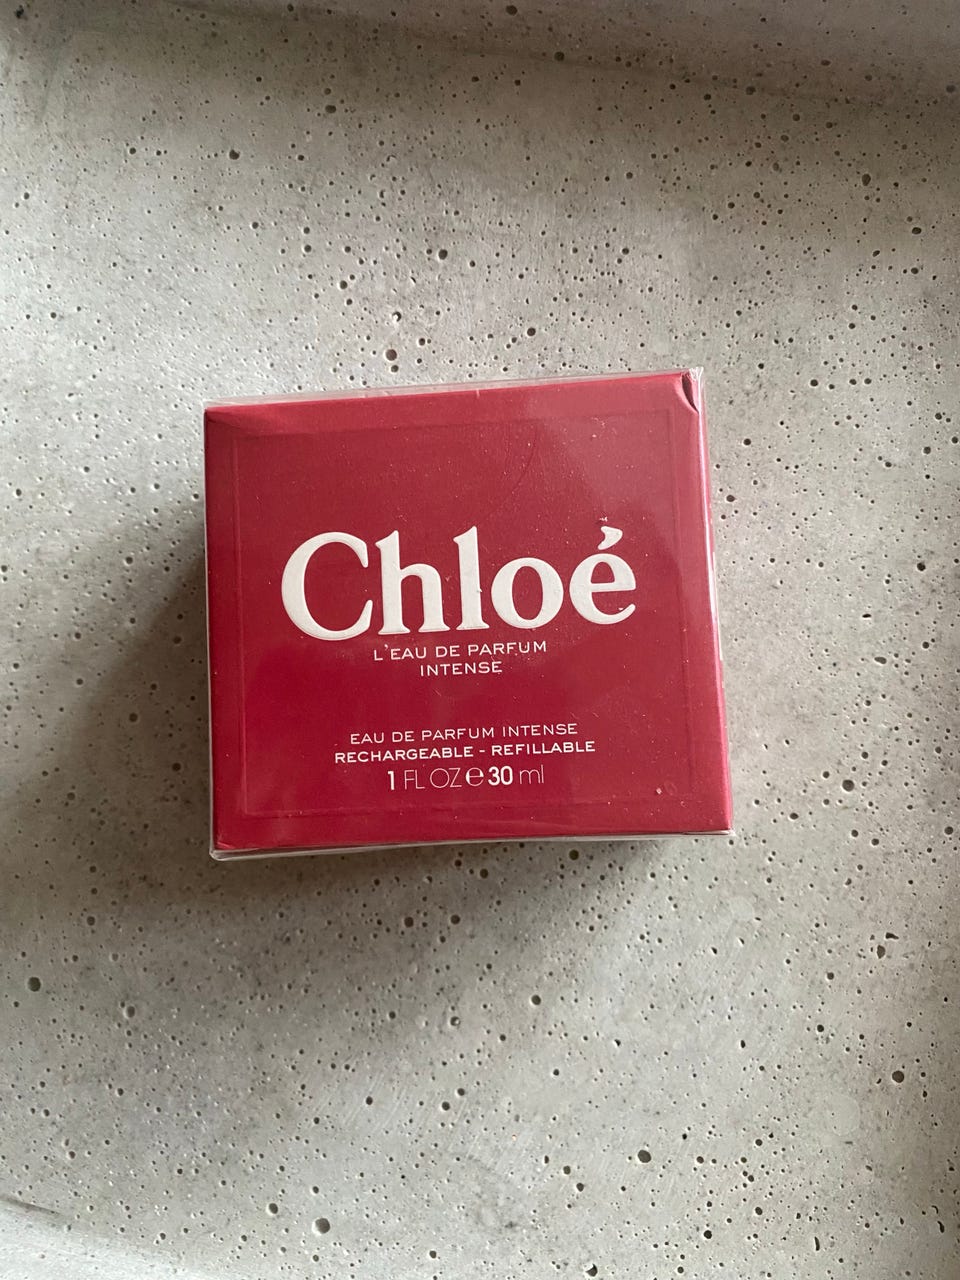 Chloé
L'EAU DE PARFUM
INTENSE
EAU DE PARFUM INTENSE
RECHARGEABLE - REFILLABLE
1 FL OZ ℮ 30 ml